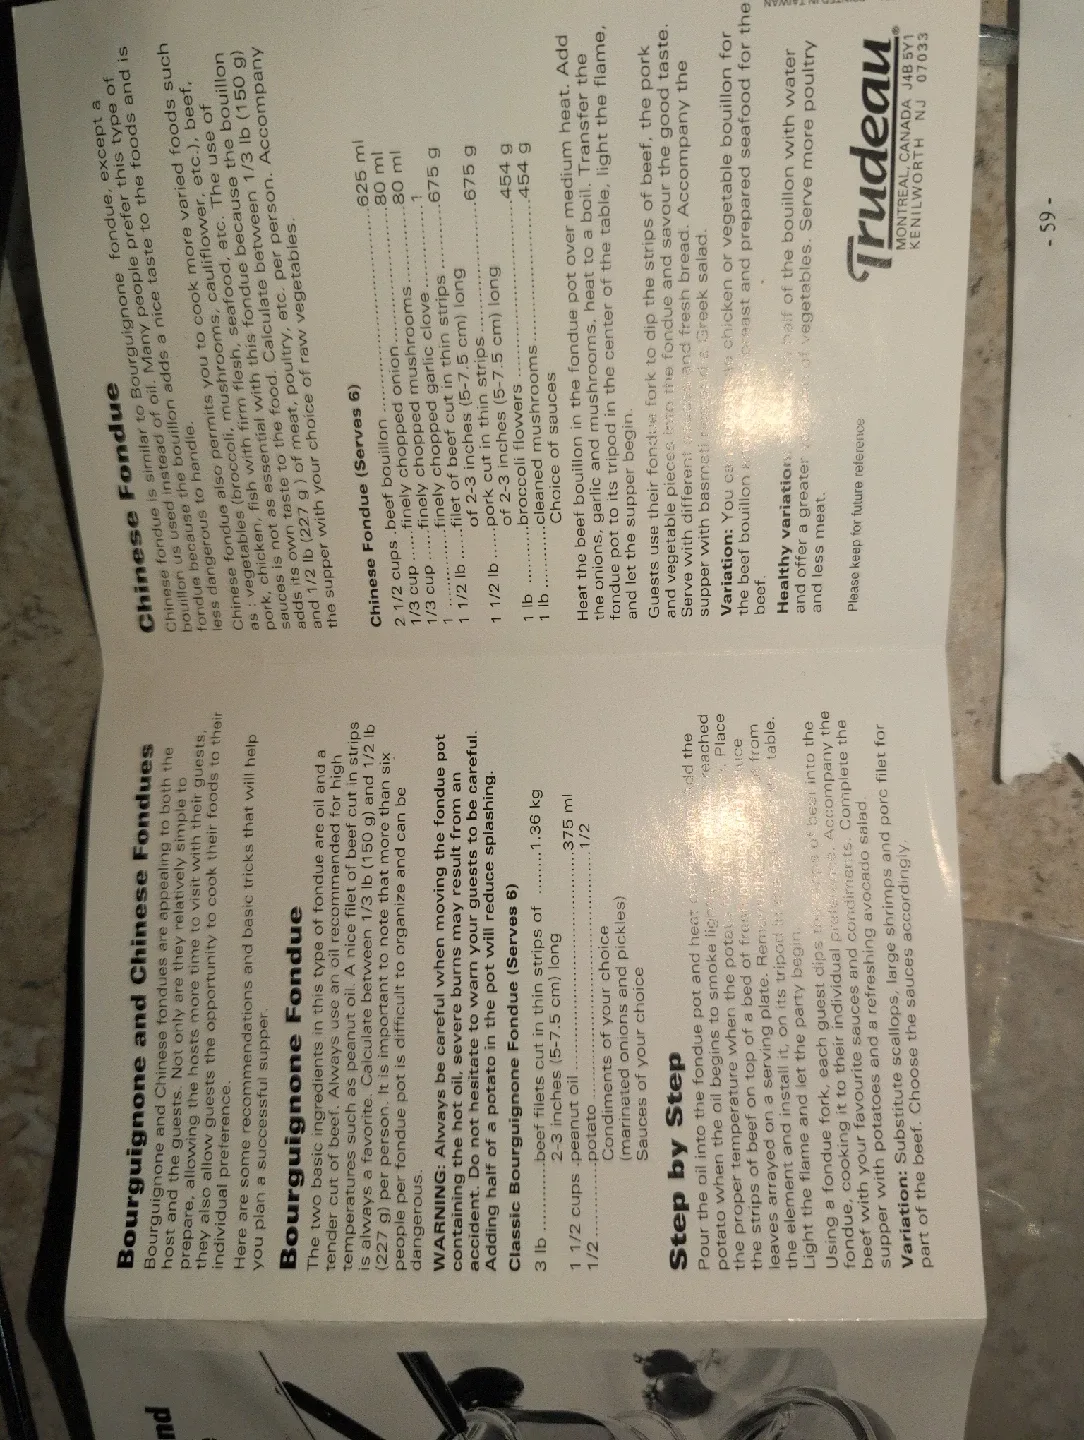 Bourguignone and Chinese Fondues
Bourguignone and Chinese fondues are appealing to both the
host and the guests. Not only are they relatively simple to
prepare, allowing the hosts more time to visit with their guests,
they also allow guests the opportunity to cook their foods to their
individual preference.
Here are some recommendations and basic tricks that will help
you plan a successful supper.
Bourguignone Fondue
The two basic ingredients in this type of fondue are oil and a
tender cut of beef. Always use an oil recommended for high
temperatures such as peanut oil. A nice filet of beef cut in strips
is always a favorite. Calculate between 1/3 lb (150 g) and 1/2 lb
(227 g) per person. It is important to note that more than six
people per fondue pot is difficult to organize and can be
dangerous.
WARNING: Always be careful when moving the fondue pot
containing the hot oil, severe burns may result from an
accident. Do not hesitate to warn your guests to be careful.
Adding half of a potato in the pot will reduce splashing.
Classic Bourguignone Fondue (Serves 6)
3 lb ............beef filets cut in thin strips of .........1.36 kg
2-3 inches (5-7.5 cm) long
1 1/2 cups .peanut oil ........................................375 ml
1/2 .............potato ..............................................1/2
Condiments of your choice
(marinated onions and pickles)
Sauces of your choice
Step by Step
Pour the oil into the fondue pot and heat dd the
potato when the oil begins to smoke reached
the proper temperature when the Place
the strips of beef on top of a bed of
leaves arrayed on a serving plate. from
the element and install it, on its tripod table.
Light the flame and let the party begin.
Using a fondue fork, each guest dips of beef into the
fondue, cooking it to their individual Accompany the
beef with your favourite sauces and condiments. Complete the
supper with potatoes and a refreshing avocado salad.
Variation: Substitute scallops, large shrimps and porc filet for
part of the beef. Choose the sauces accordingly.
Chinese Fondue
Chinese fondue is similar to Bourguignone fondue, except a
bouillon us used instead of oil. Many people prefer this type of
fondue because the bouillon adds a nice taste to the foods and is
less dangerous to handle.
Chinese fondue also permits you to cook more varied foods such
as : vegetables (broccoli, mushrooms, cauliflower, etc.), beef,
pork, chicken, fish with firm flesh, seafood, etc. The use of
sauces is not as essential with this fondue because the bouillon
adds its own taste to the food. Calculate between 1/3 lb (150 g)
and 1/2 lb (227 g ) of meat, poultry, etc. per person. Accompany
the supper with your choice of raw vegetables.
Chinese Fondue (Serves 6)
2 1/2 cups ..beef bouillon ..................................625 ml
1/3 cup ......finely chopped onion.......................80 ml
1/3 cup ......finely chopped mushrooms..............80 ml
1 ..............finely chopped garlic clove...............1
1 1/2 lb ......filet of beef cut in thin strips ..........675 g
of 2-3 inches (5-7.5 cm) long
1 1/2 lb......pork cut in thin strips.....................675 g
of 2-3 inches (5-7.5 cm) long
1 lb ............broccoli flowers ............................454 g
1 lb............cleaned mushrooms.......................454 g
Choice of sauces
Heat the beef bouillon in the fondue pot over medium heat. Add
the onions, garlic and mushrooms, heat to a boil. Transfer the
fondue pot to its tripod in the center of the table, light the flame,
and let the supper begin.
Guests use their fondue fork to dip the strips of beef, the pork
and vegetable pieces into the fondue and savour the good taste.
Serve with different and fresh bread. Accompany the
supper with basmati Greek salad.
Variation: You chicken or vegetable bouillon for
the beef bouillon and prepared seafood for the
beef.
Healthy variation: half of the bouillon with water
and offer a greater of vegetables. Serve more poultry
and less meat.
Please keep for future reference
Trudeau®
MONTREAL, CANADA J4B 5Y1
KENILWORTH NJ 07033
PRINTED IN TAIWAN
- 59 -
nd